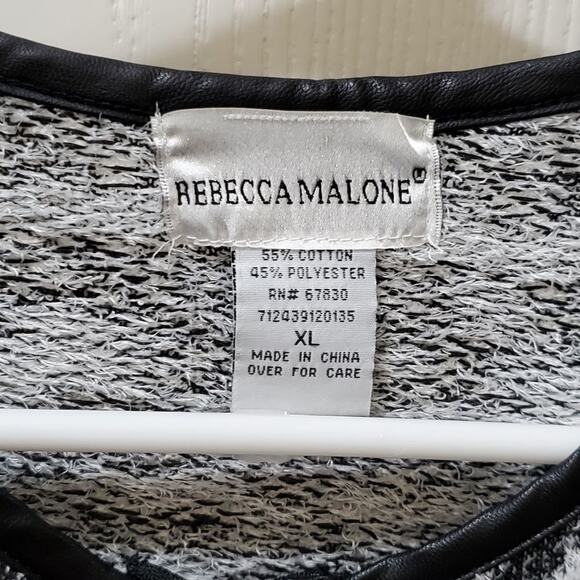 REBECCA MALONE®
55% COTTON
45% POLYESTER
RN# 67830
712439120135
XL
MADE IN CHINA
OVER FOR CARE